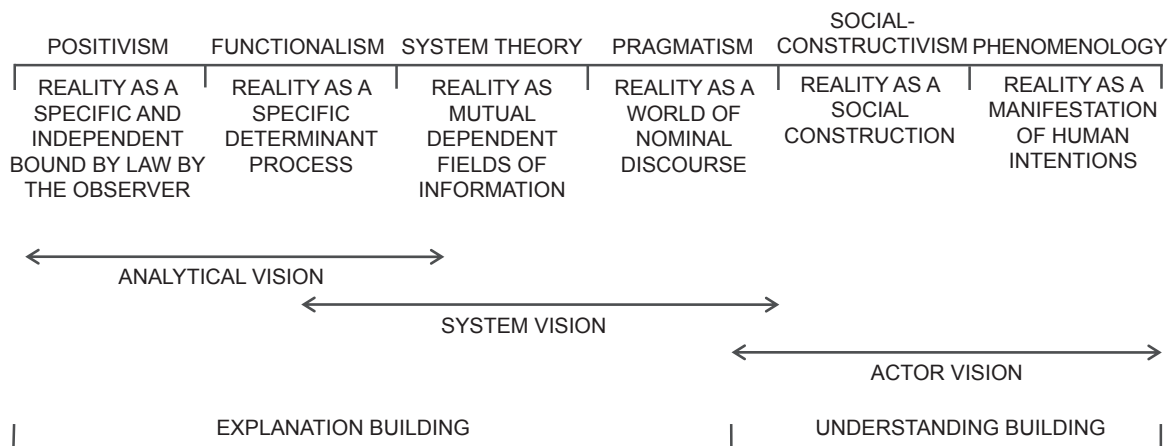 SOCIAL-
POSITIVISM FUNCTIONALISM SYSTEM THEORY PRAGMATISM CONSTRUCTIVISM PHENOMENOLOGY
REALITY AS A
SPECIFIC AND
INDEPENDENT
BOUND BY LAW BY
THE OBSERVER
REALITY AS A
SPECIFIC
DETERMINANT
PROCESS
REALITY AS
MUTUAL
DEPENDENT
FIELDS OF
INFORMATION
REALITY AS A
WORLD OF
NOMINAL
DISCOURSE
REALITY AS A
SOCIAL
CONSTRUCTION
REALITY AS A
MANIFESTATION
OF HUMAN
INTENTIONS
ANALYTICAL VISION
SYSTEM VISION
ACTOR VISION
EXPLANATION BUILDING
UNDERSTANDING BUILDING